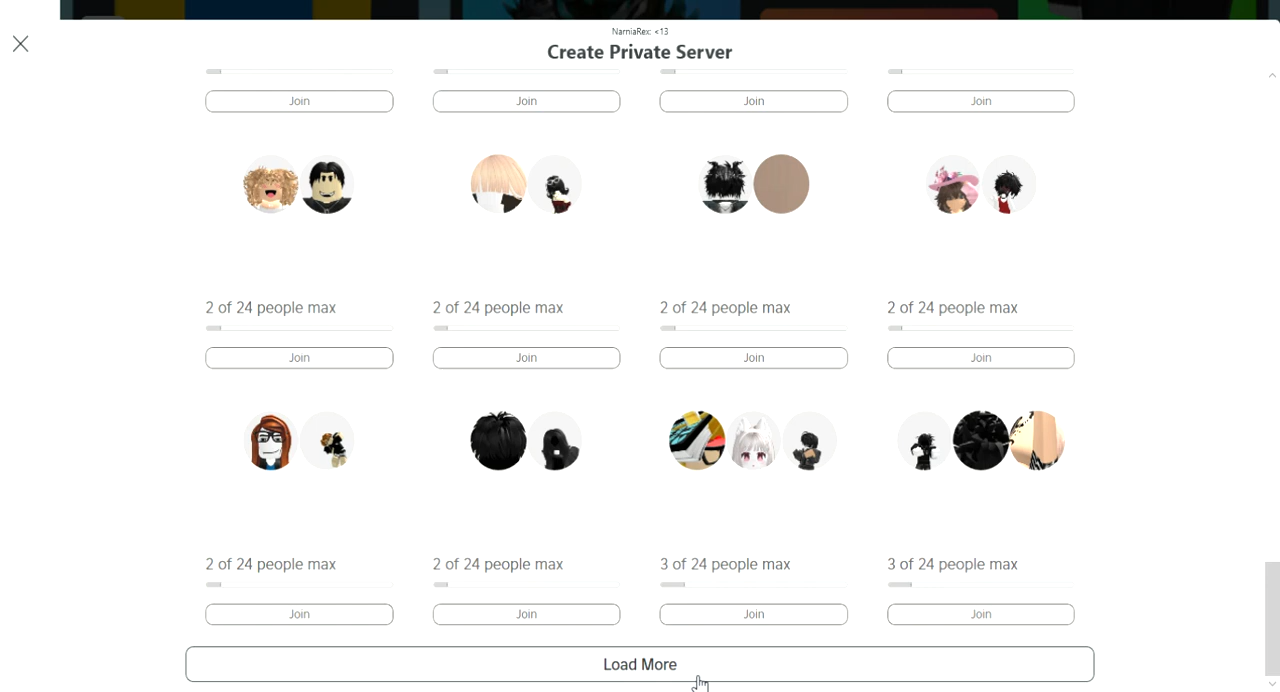 NarniaRex: <13
Create Private Server
Join Join Join Join
2 of 24 people max 2 of 24 people max 2 of 24 people max 2 of 24 people max
Join Join Join Join
2 of 24 people max 2 of 24 people max 3 of 24 people max 3 of 24 people max
Join Join Join Join
Load More